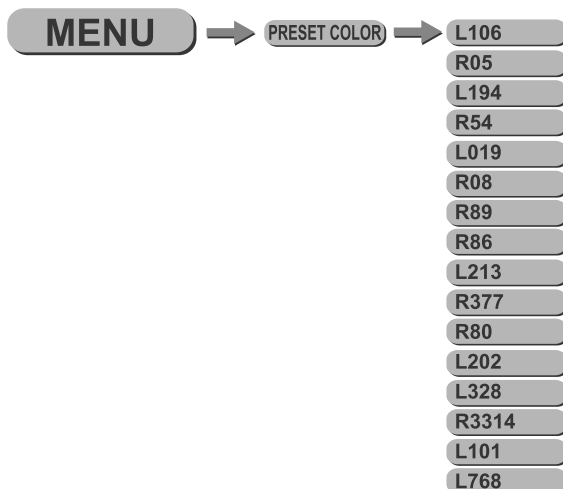 MENU PRESET COLOR L106
R05
L194
R54
L019
R08
R89
R86
L213
R377
R80
L202
L328
R3314
L101
L768